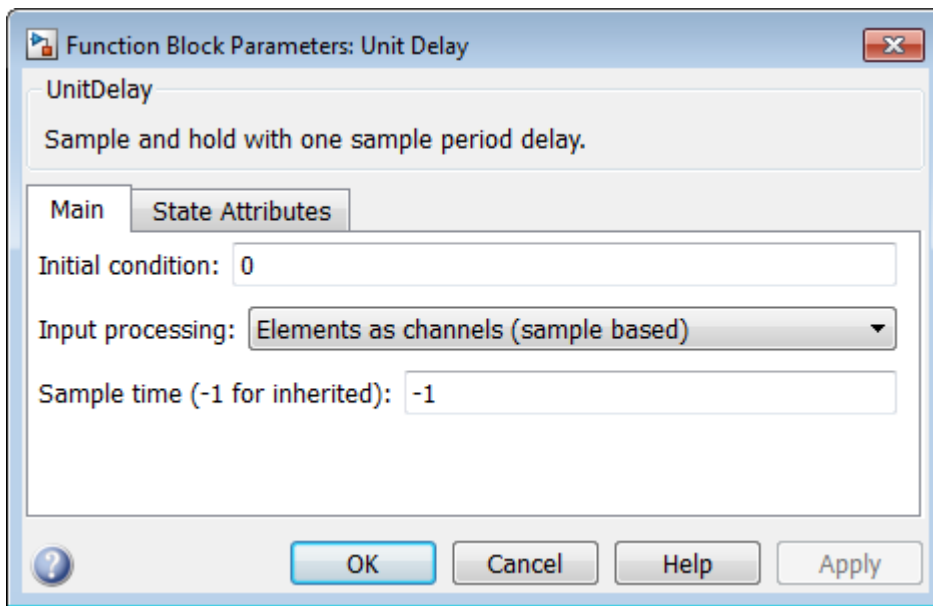 Function Block Parameters: Unit Delay
UnitDelay
Sample and hold with one sample period delay.
Main State Attributes
Initial condition: 0
Input processing: Elements as channels (sample based)
Sample time (-1 for inherited): -1
? OK Cancel Help Apply